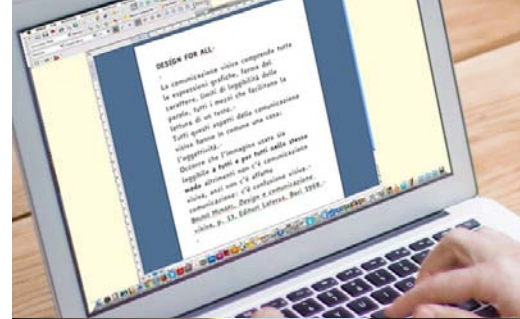 DESIGN FOR ALL.
La comunicazione visiva comprende tutte
le espressioni grafiche, forma del
carattere, limiti di leggibilità delle
parole, tutti i mezzi che facilitano la
lettura di un testo.
Tutti questi aspetti della comunicazione
visiva hanno in comune una cosa:
l'oggettività.
Occorre che l'immagine usata sia
leggibile a tutti e per tutti nello stesso
modo altrimenti non c'è comunicazione
visiva, anzi non c'è affatto
comunicazione: c'è confusione visiva.
Bruno Munari, Design e comunicazione
visiva, p. 13, Editori Laterza, Bari 1968.